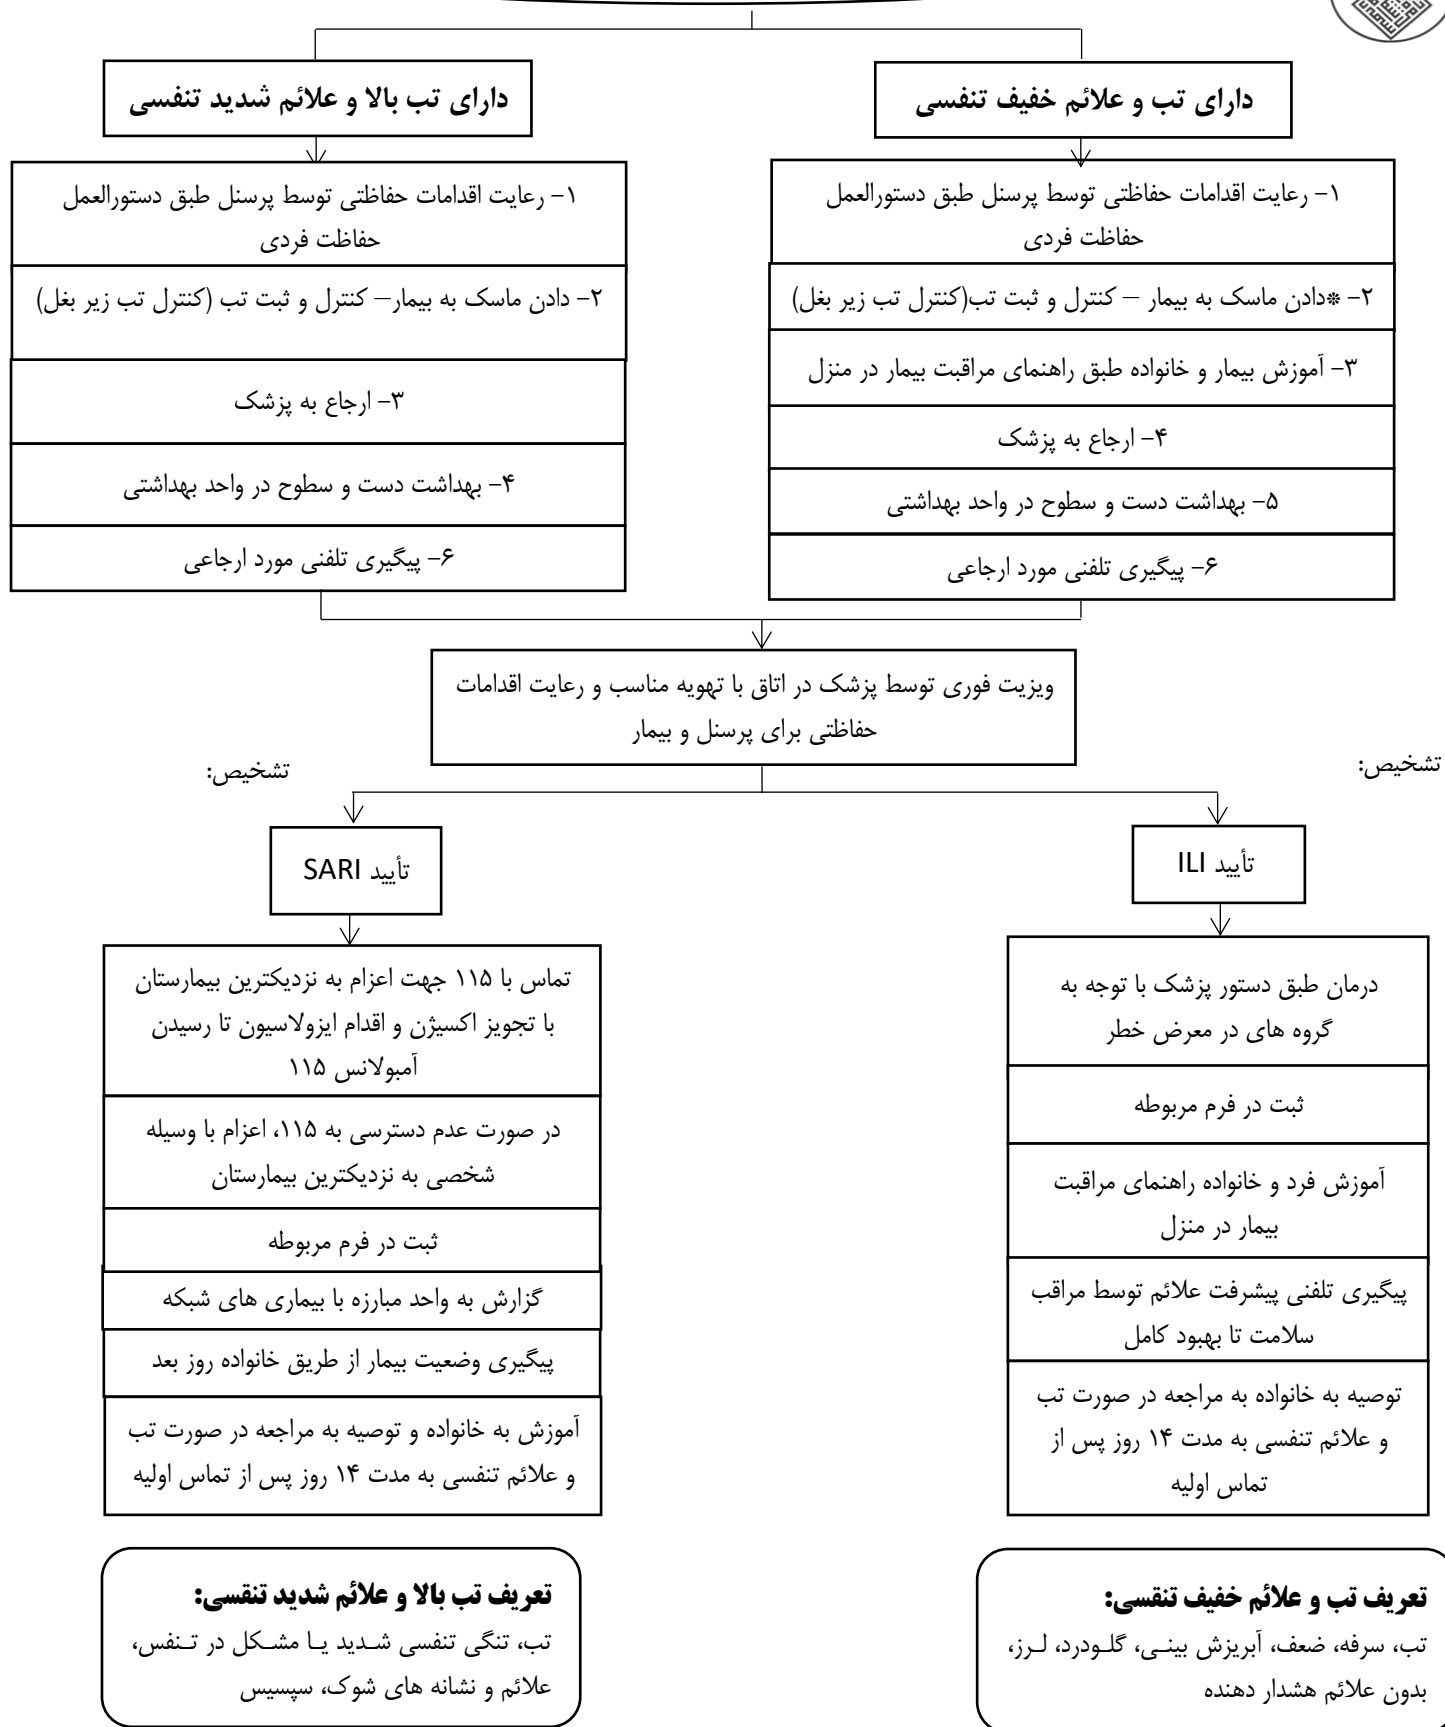 دارای تب و علائم خفیف تنفسی
۱- رعایت اقدامات حفاظتی توسط پرسنل طبق دستورالعمل
حفاظت فردی
۲- *دادن ماسک به بیمار – کنترل و ثبت تب(کنترل تب زیر بغل)
۳- آموزش بیمار و خانواده طبق راهنمای مراقبت بیمار در منزل
۴- ارجاع به پزشک
۵- بهداشت دست و سطوح در واحد بهداشتی
۶- پیگیری تلفنی مورد ارجاعی
دارای تب بالا و علائم شدید تنفسی
۱- رعایت اقدامات حفاظتی توسط پرسنل طبق دستورالعمل
حفاظت فردی
۲- دادن ماسک به بیمار– کنترل و ثبت تب (کنترل تب زیر بغل)
۳- ارجاع به پزشک
۴- بهداشت دست و سطوح در واحد بهداشتی
۶- پیگیری تلفنی مورد ارجاعی
ویزیت فوری توسط پزشک در اتاق با تهویه مناسب و رعایت اقدامات
حفاظتی برای پرسنل و بیمار
تشخیص:
تأیید ILI
درمان طبق دستور پزشک با توجه به
گروه های در معرض خطر
ثبت در فرم مربوطه
آموزش فرد و خانواده راهنمای مراقبت
بیمار در منزل
پیگیری تلفنی پیشرفت علائم توسط مراقب
سلامت تا بهبود کامل
توصیه به خانواده به مراجعه در صورت تب
و علائم تنفسی به مدت ۱۴ روز پس از
تماس اولیه
تشخیص:
تأیید SARI
تماس با ۱۱۵ جهت اعزام به نزدیکترین بیمارستان
با تجویز اکسیژن و اقدام ایزولاسیون تا رسیدن
آمبولانس ۱۱۵
در صورت عدم دسترسی به ۱۱۵، اعزام با وسیله
شخصی به نزدیکترین بیمارستان
ثبت در فرم مربوطه
گزارش به واحد مبارزه با بیماری های شبکه
پیگیری وضعیت بیمار از طریق خانواده روز بعد
آموزش به خانواده و توصیه به مراجعه در صورت تب
و علائم تنفسی به مدت ۱۴ روز پس از تماس اولیه
تعریف تب و علائم خفیف تنقسی:
تب، سرفه، ضعف، آبریزش بینـی، گلـودرد، لـرز،
بدون علائم هشدار دهنده
تعریف تب بالا و علائم شدید تنقسی:
تب، تنگی تنفسی شـدید یـا مشـکل در تـنفس،
علائم و نشانه های شوک، سپسیس